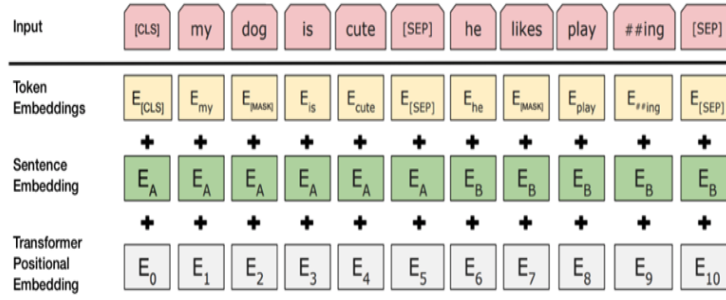 Input [CLS] my dog is cute [SEP] he likes play ##ing [SEP]
Token
Embeddings
E[CLS] Emy E[MASK] Eis Ecute E[SEP] Ehe E[MASK] Eplay E##ing E[SEP]
+ + + + + + + + + + +
Sentence
Embedding
EA EA EA EA EA EA EB EB EB EB EB
+ + + + + + + + + + +
Transformer
Positional
Embedding
E0 E1 E2 E3 E4 E5 E6 E7 E8 E9 E10